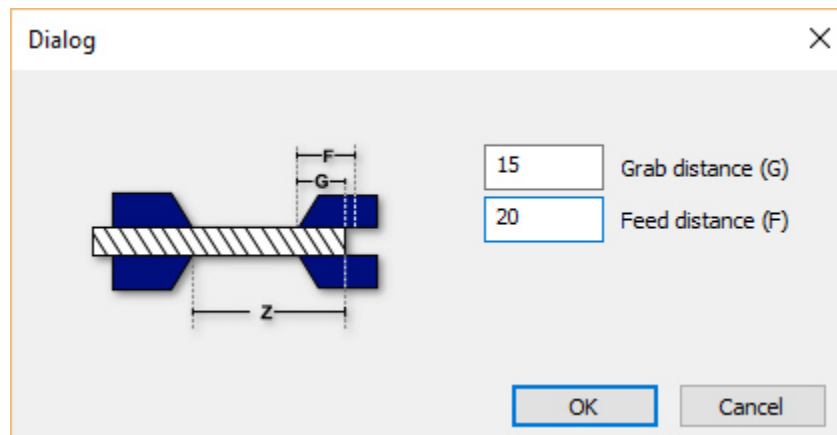 Dialog
F
G
Z
15 Grab distance (G)
20 Feed distance (F)
OK Cancel